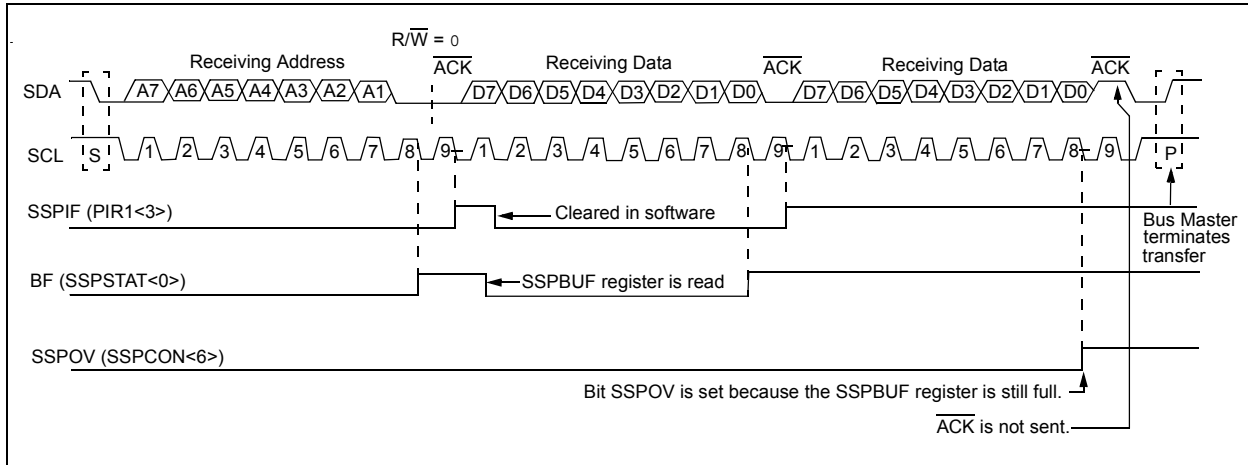 R/W = 0
Receiving Address ACK Receiving Data ACK Receiving Data ACK
SDA A7 A6 A5 A4 A3 A2 A1 D7 D6 D5 D4 D3 D2 D1 D0 D7 D6 D5 D4 D3 D2 D1 D0
SCL S 1 2 3 4 5 6 7 8 9 1 2 3 4 5 6 7 8 9 1 2 3 4 5 6 7 8 9 P
SSPIF (PIR1<3>) Cleared in software
Bus Master
terminates
transfer
BF (SSPSTAT<0>) SSPBUF register is read
SSPOV (SSPCON<6>)
Bit SSPOV is set because the SSPBUF register is still full.
ACK is not sent.